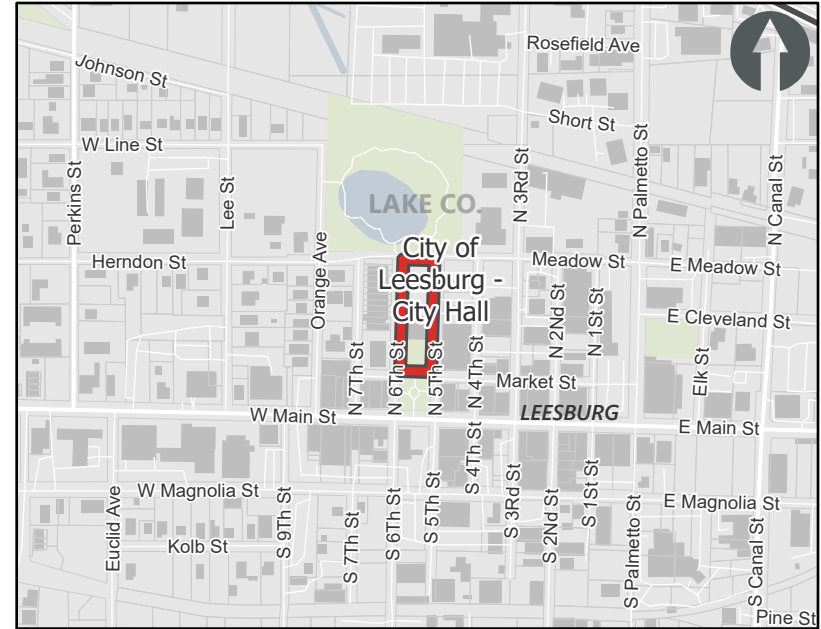 Rosefield Ave
Johnson St
Short St
W Line St
N 3Rd St
N Palmetto St
N Canal St
Perkins St
Lee St
LAKE CO.
Orange Ave
Herndon St
City of
Leesburg -
City Hall
Meadow St
E Meadow St
N 2Nd St
N 1St St
E Cleveland St
Elk St
N 7Th St
N 6Th St
N 5Th St
N 4Th St
Market St
W Main St
LEESBURG
E Main St
S 4Th St
W Magnolia St
E Magnolia St
Euclid Ave
S 9Th St
Kolb St
S 7Th St
S 6Th St
S 5Th St
S 3Rd St
S 2Nd St
S 1St St
S Palmetto St
S Canal St
Pine St